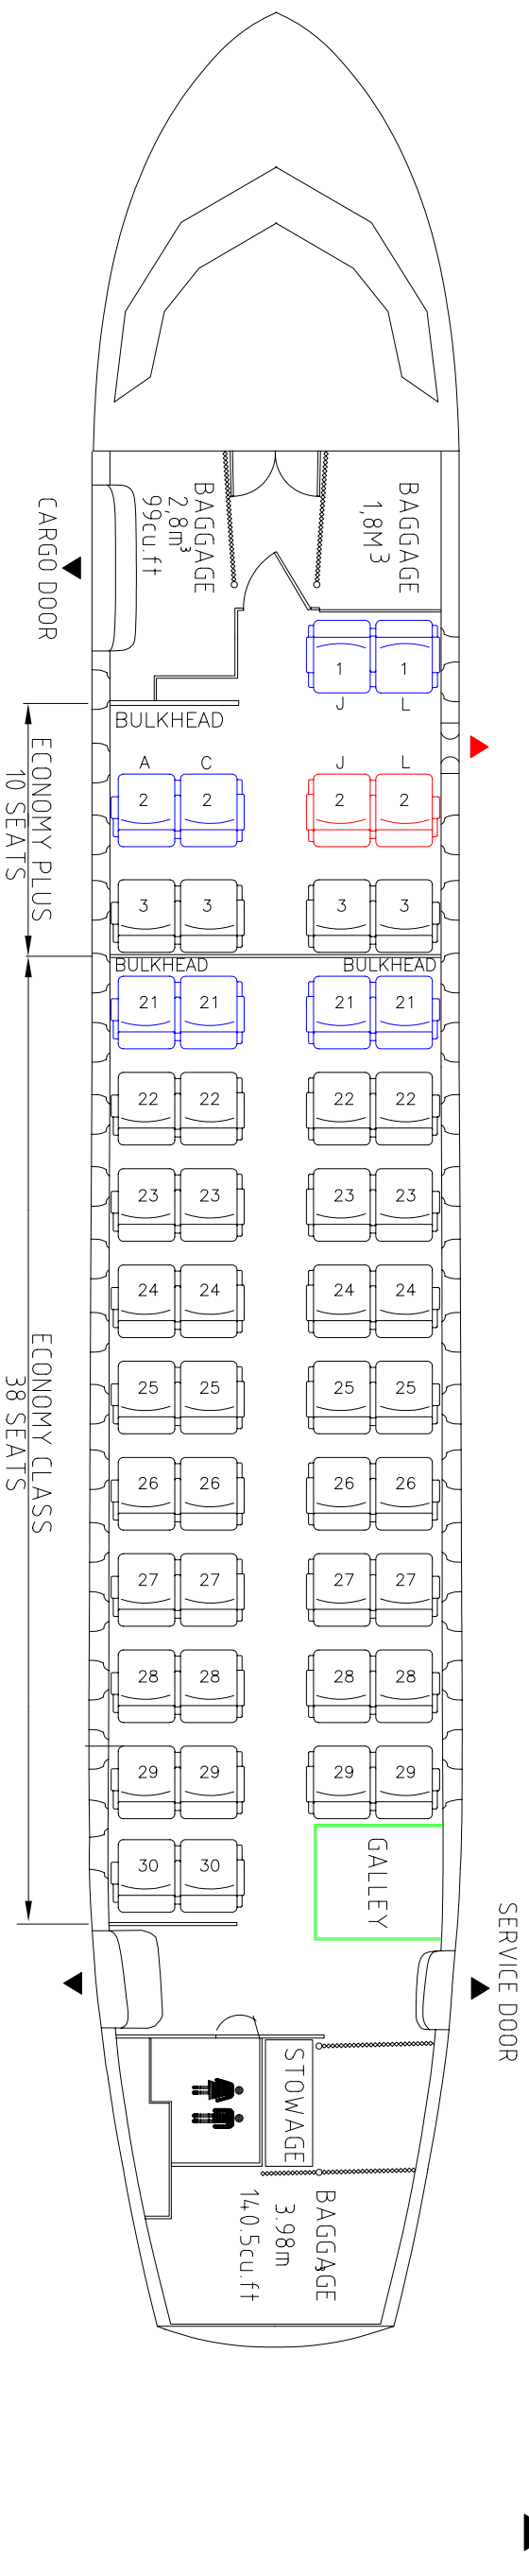 BAGGAGE
2,8m³
99cu.ft
BAGGAGE
1,8M3
CARGO DOOR
1 1
J L
BULKHEAD
A C J L
2 2 2 2
ECONOMY PLUS
10 SEATS
3 3 3 3
BULKHEAD BULKHEAD
21 21 21 21
22 22 22 22
23 23 23 23
24 24 24 24
ECONOMY CLASS
38 SEATS
25 25 25 25
26 26 26 26
27 27 27 27
28 28 28 28
29 29 29 29
30 30
GALLEY
SERVICE DOOR
STOWAGE
BAGGAGE
3.98m³
140.5cu.ft